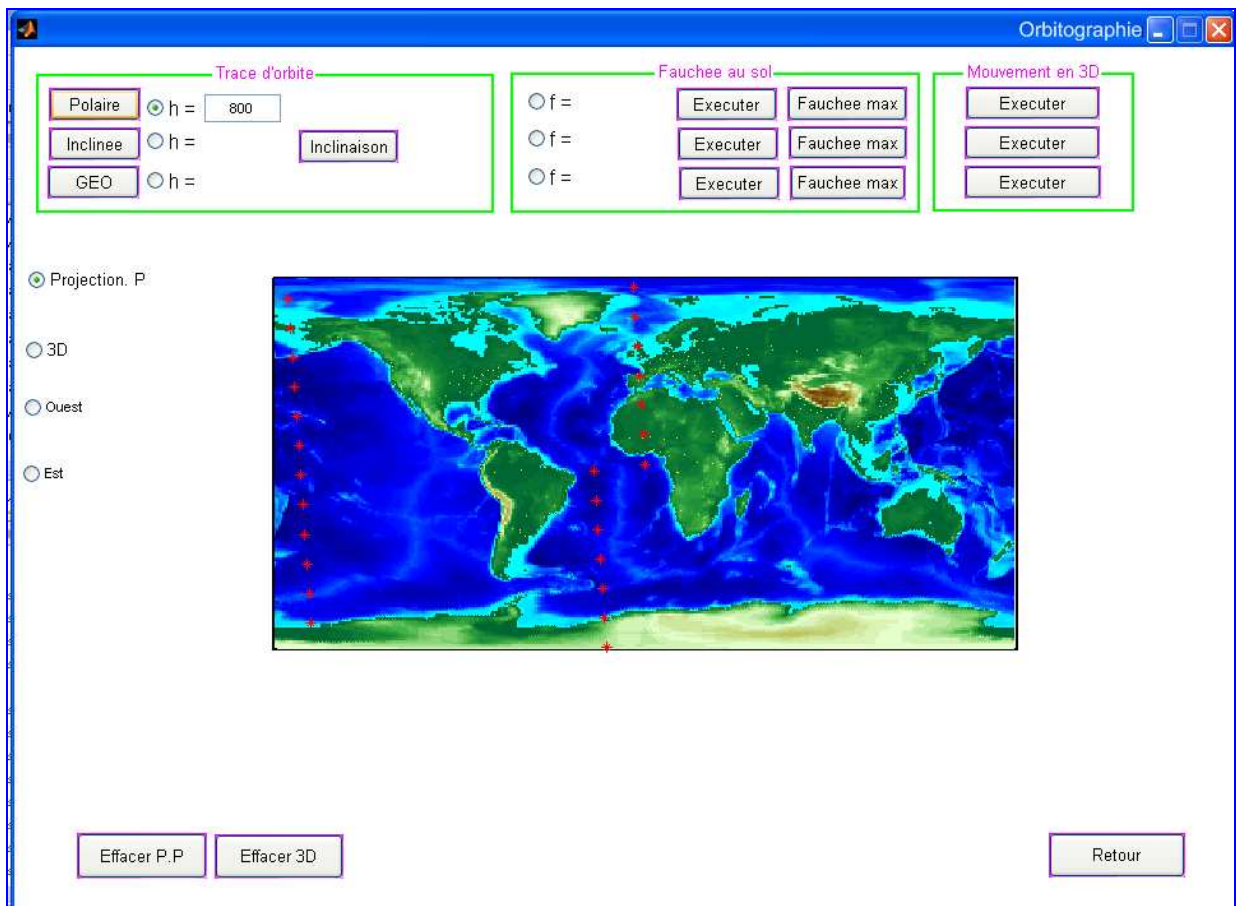 Orbitographie
Trace d'orbite
Polaire h = 800
Inclinee h = Inclinaison
GEO h =
Fauchee au sol
f = Executer Fauchee max
f = Executer Fauchee max
f = Executer Fauchee max
Mouvement en 3D
Executer
Executer
Executer
Projection. P
3D
Ouest
Est
Effacer P.P Effacer 3D Retour